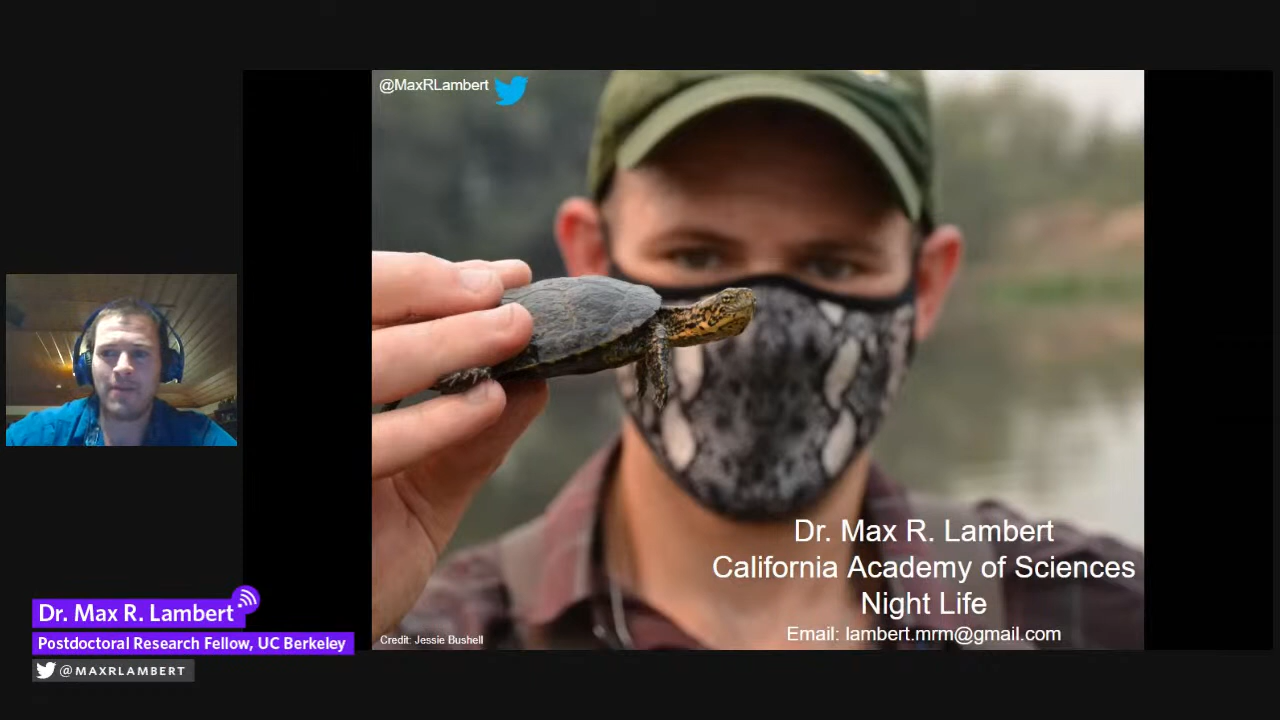 @MaxRLambert
Dr. Max R. Lambert
California Academy of Sciences
Night Life
Email: lambert.mrm@gmail.com
Credit: Jessie Bushell
Dr. Max R. Lambert
Postdoctoral Research Fellow, UC Berkeley
@MAXRLAMBERT